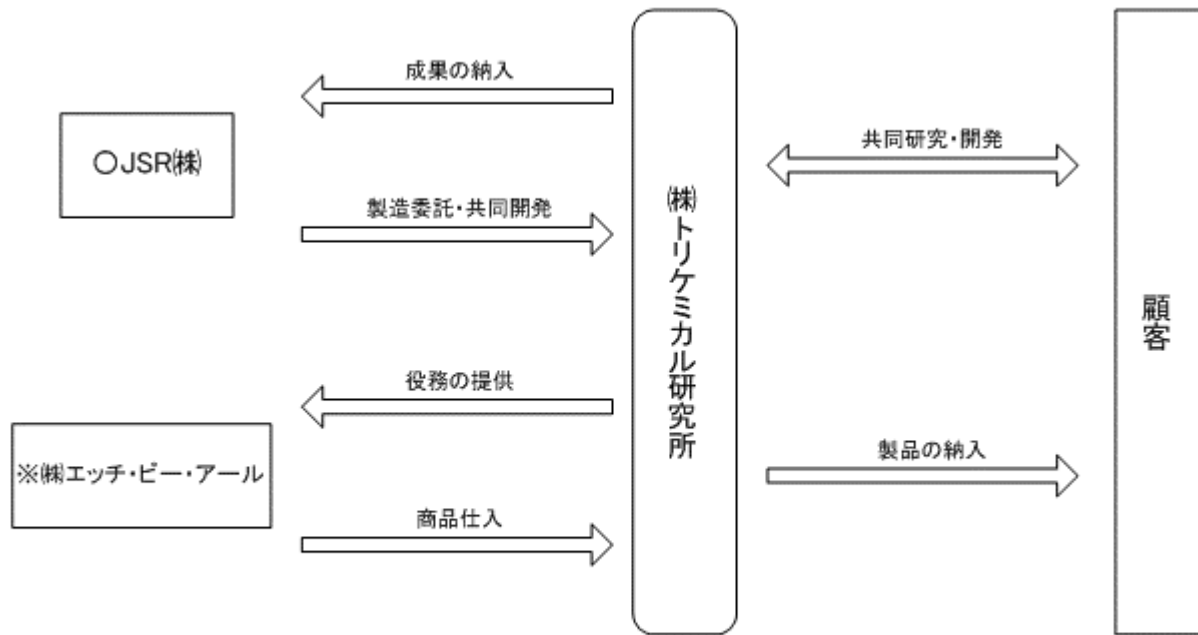 成果の納入
○JSR㈱
製造委託・共同開発
役務の提供
※㈱エッチ・ビー・アール
商品仕入
㈱トリケミカル研究所
共同研究・開発
製品の納入
顧客